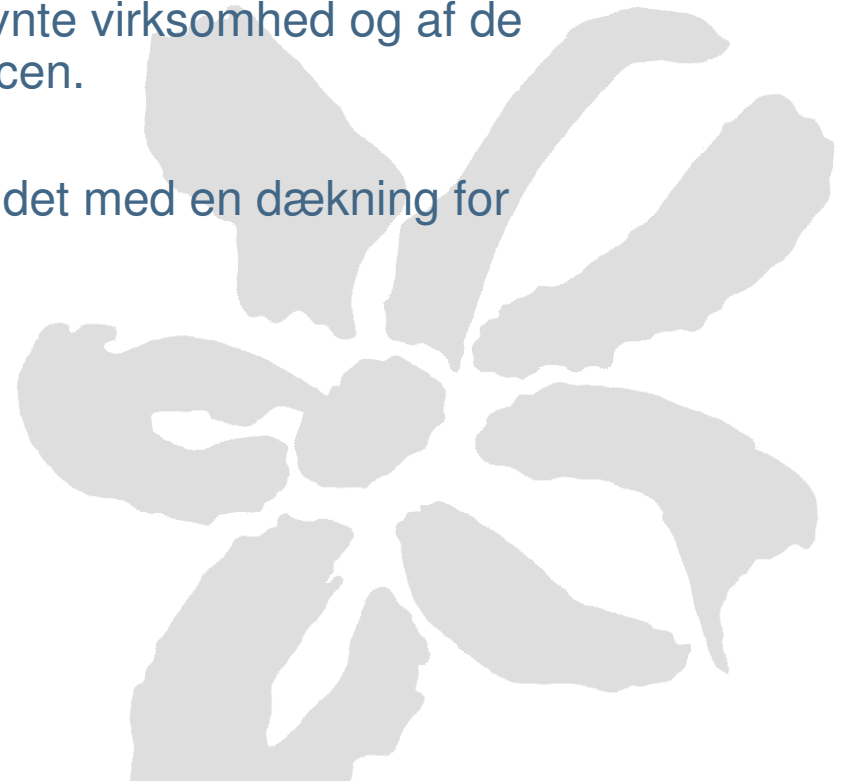 ynte virksomhed og af de
cen.
det med en dækning for